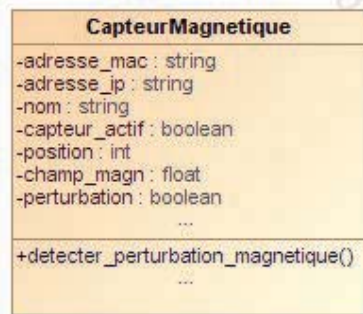 CapteurMagnetique
-adresse_mac : string
-adresse_ip : string
-nom : string
-capteur_actif : boolean
-position : int
-champ_magn : float
-perturbation : boolean
...
+detecter_perturbation_magnetique()
...